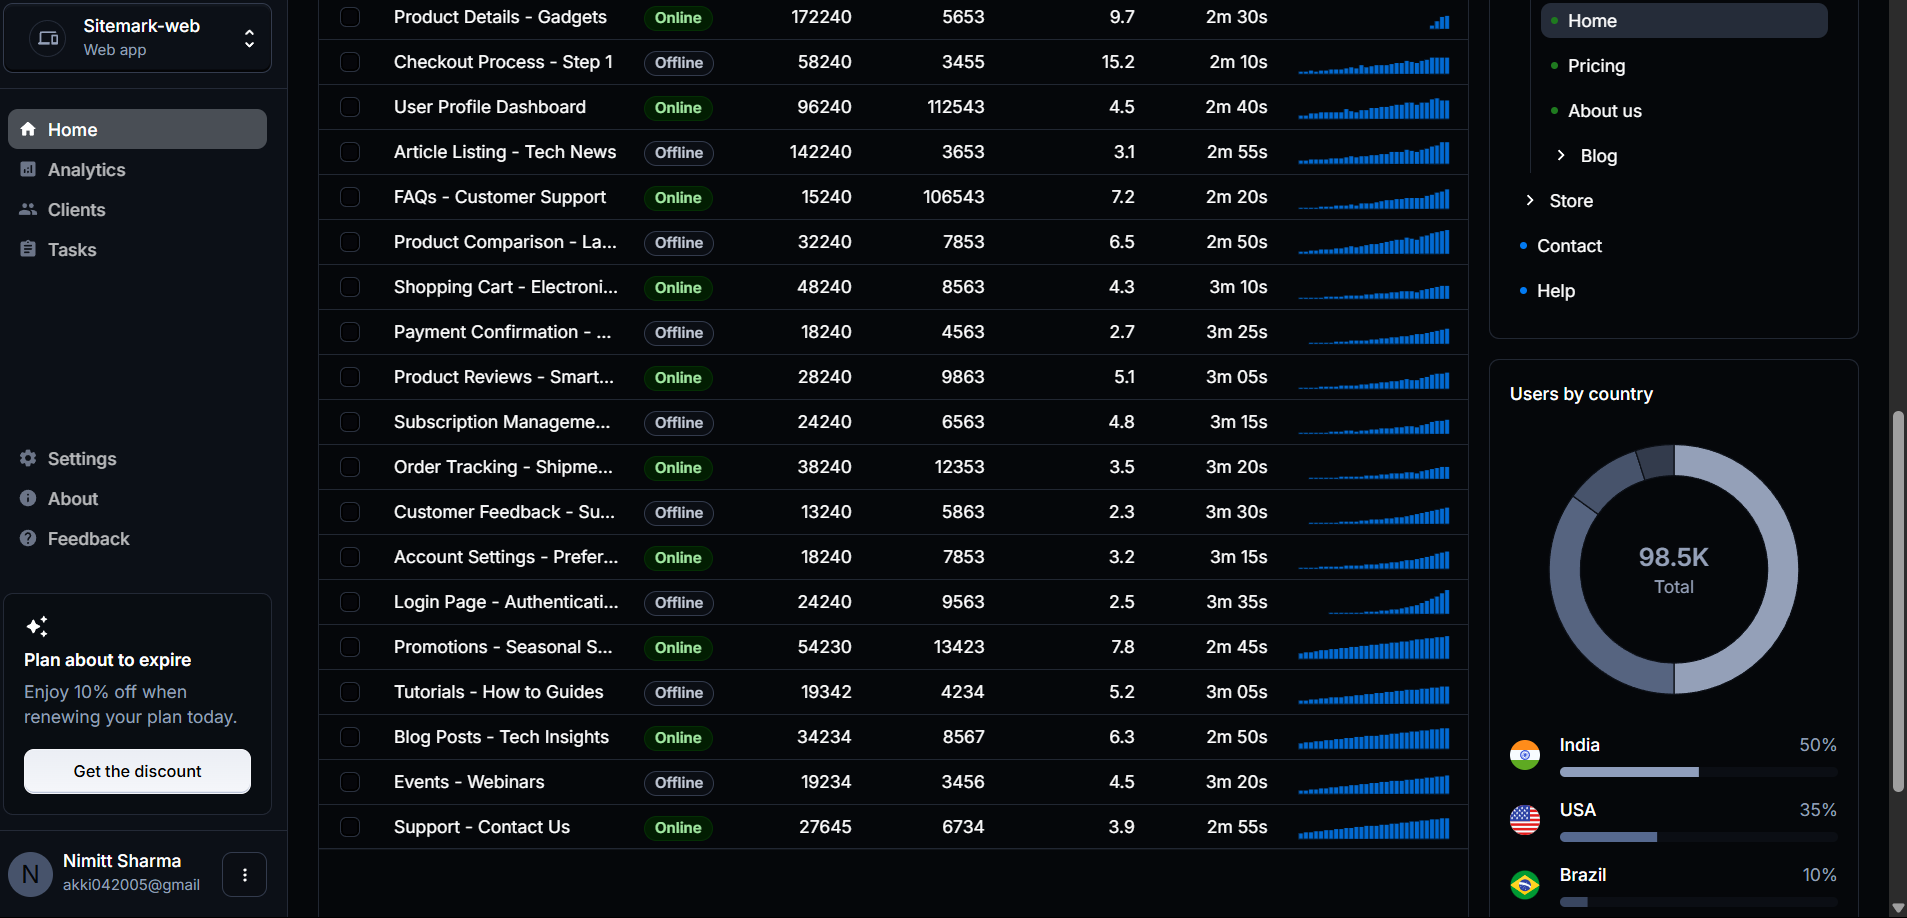 Sitemark-web
Web app
Home
Analytics
Clients
Tasks
Settings
About
Feedback
Plan about to expire
Enjoy 10% off when
renewing your plan today.
Get the discount
N
Nimitt Sharma
akki042005@gmail
Product Details - Gadgets Online 172240 5653 9.7 2m 30s
Checkout Process - Step 1 Offline 58240 3455 15.2 2m 10s
User Profile Dashboard Online 96240 112543 4.5 2m 40s
Article Listing - Tech News Offline 142240 3653 3.1 2m 55s
FAQs - Customer Support Online 15240 106543 7.2 2m 20s
Product Comparison - La... Offline 32240 7853 6.5 2m 50s
Shopping Cart - Electroni... Online 48240 8563 4.3 3m 10s
Payment Confirmation - ... Offline 18240 4563 2.7 3m 25s
Product Reviews - Smart... Online 28240 9863 5.1 3m 05s
Subscription Manageme... Offline 24240 6563 4.8 3m 15s
Order Tracking - Shipme... Online 38240 12353 3.5 3m 20s
Customer Feedback - Su... Offline 13240 5863 2.3 3m 30s
Account Settings - Prefer... Online 18240 7853 3.2 3m 15s
Login Page - Authenticati... Offline 24240 9563 2.5 3m 35s
Promotions - Seasonal S... Online 54230 13423 7.8 2m 45s
Tutorials - How to Guides Offline 19342 4234 5.2 3m 05s
Blog Posts - Tech Insights Online 34234 8567 6.3 2m 50s
Events - Webinars Offline 19234 3456 4.5 3m 20s
Support - Contact Us Online 27645 6734 3.9 2m 55s
Home
Pricing
About us
Blog
Store
Contact
Help
Users by country
98.5K
Total
India 50%
USA 35%
Brazil 10%